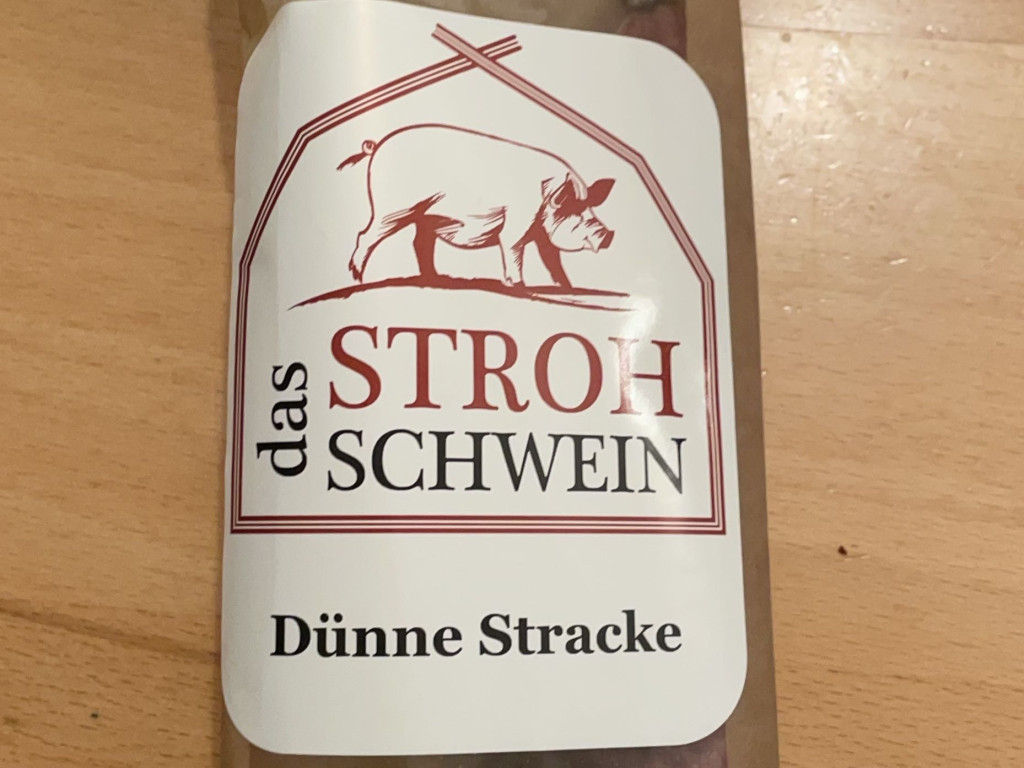 das
STROH
SCHWEIN
Dünne Stracke